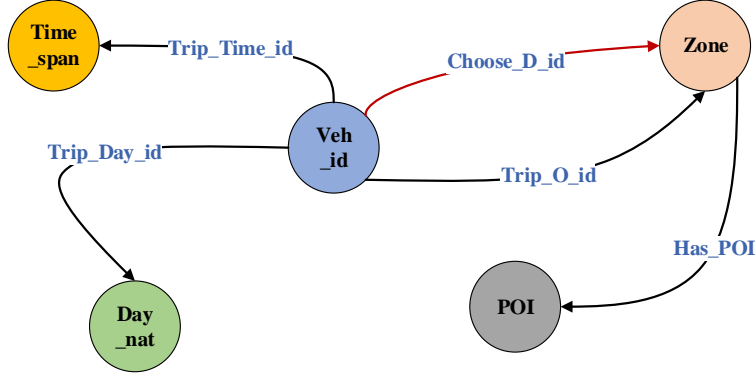 Time
_span
Trip_Time_id
Choose_D_id
Zone
Veh
_id
Trip_Day_id
Trip_O_id
Has_POI
Day
_nat
POI